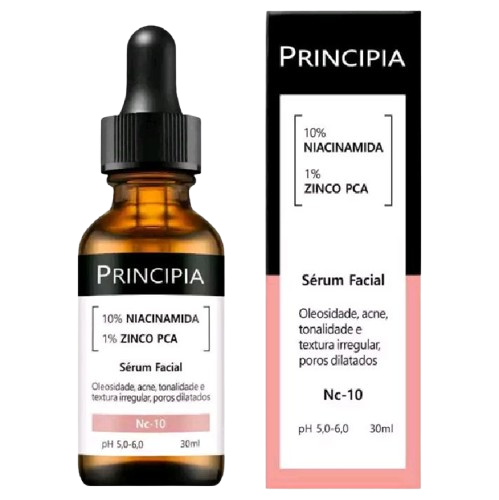 PRINCIPIA
10% NIACINAMIDA
1% ZINCO PCA
Sérum Facial
Oleosidade, acne, tonalidade e
textura irregular, poros dilatados
Nc-10
pH 5,0-6,0 30ml
PRINCIPIA
10%
NIACINAMIDA
1%
ZINCO PCA
Sérum Facial
Oleosidade, acne,
tonalidade e
textura irregular,
poros dilatados
Nc-10
pH 5,0-6,0 30ml